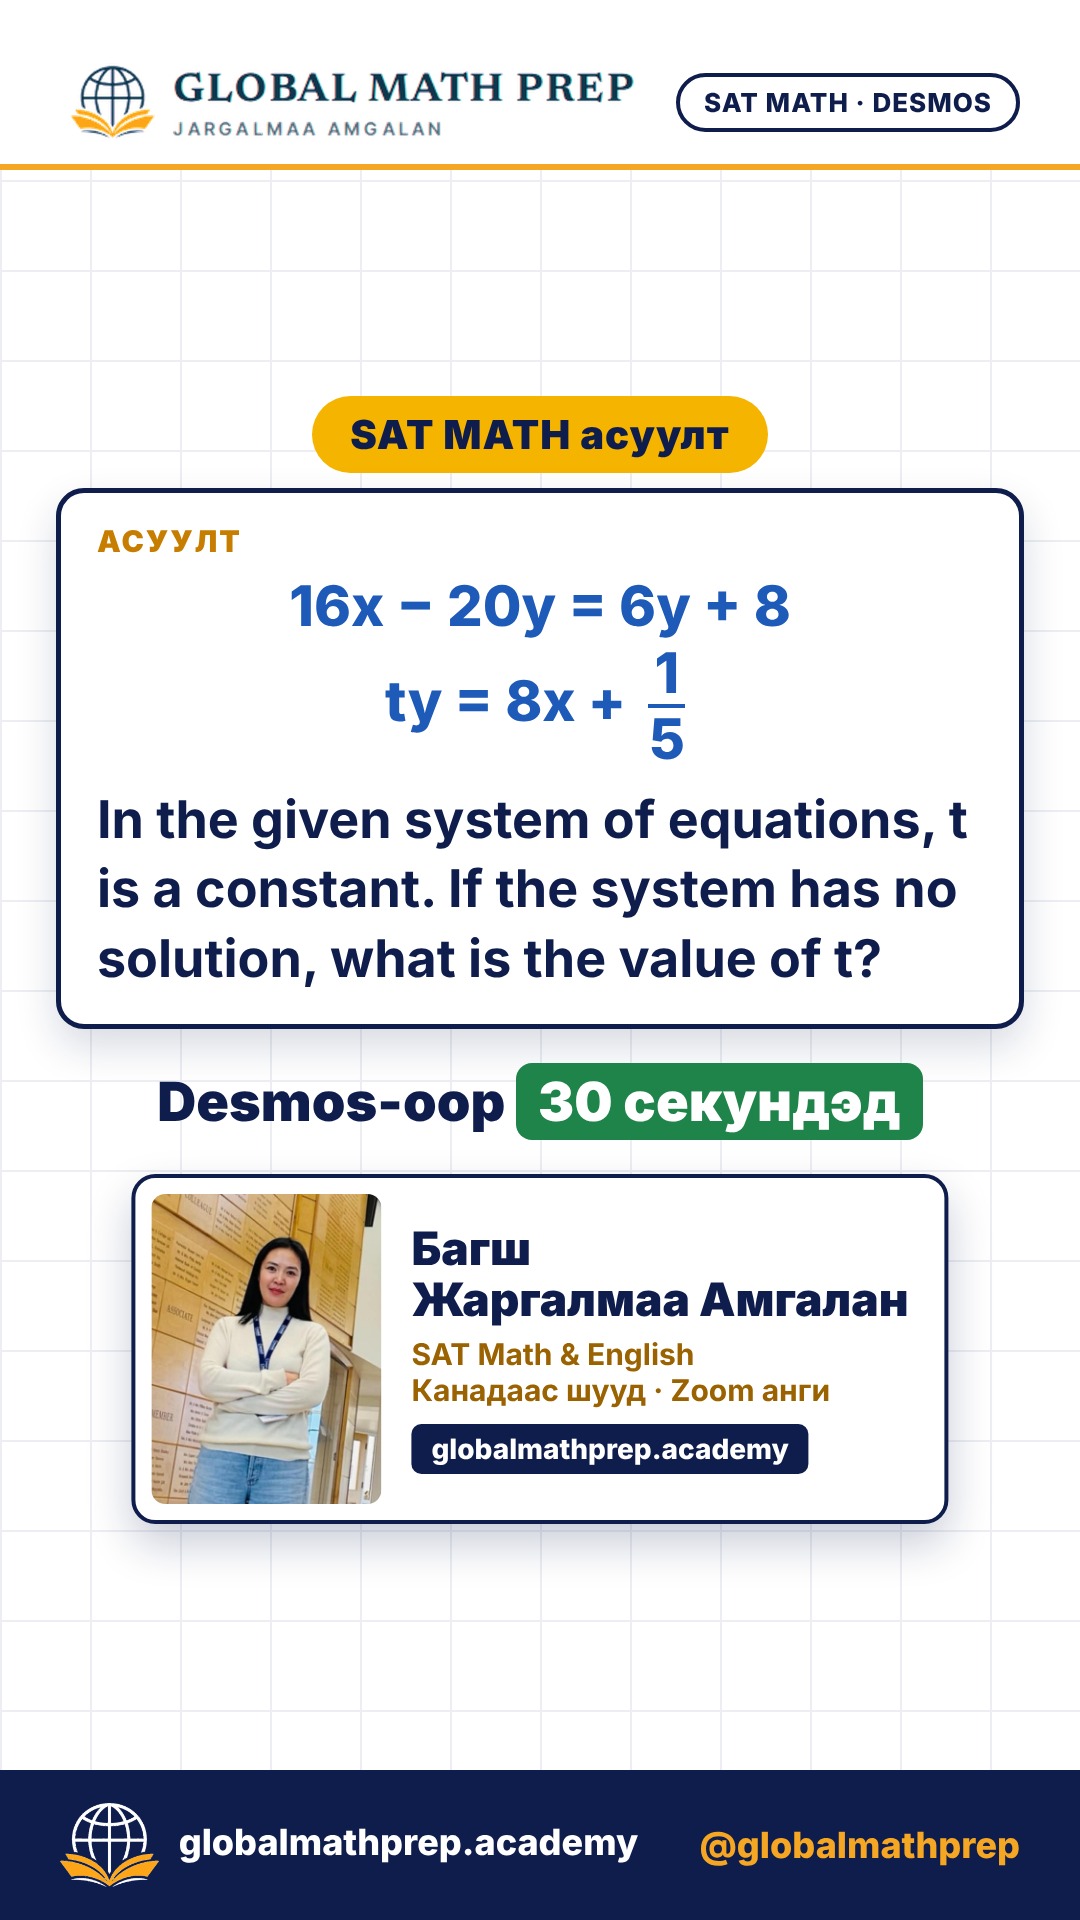 GLOBAL MATH PREP
JARGALMAA AMGALAN
SAT MATH · DESMOS
SAT MATH асуулт
АСУУЛТ
16x − 20y = 6y + 8
ty = 8x + 1/5
In the given system of equations, t
is a constant. If the system has no
solution, what is the value of t?
Desmos-оор 30 секундэд
ASSOCIATE
Багш
Жаргалмаа Амгалан
SAT Math & English
Канадаас шууд · Zoom анги
globalmathprep.academy
globalmathprep.academy
@globalmathprep